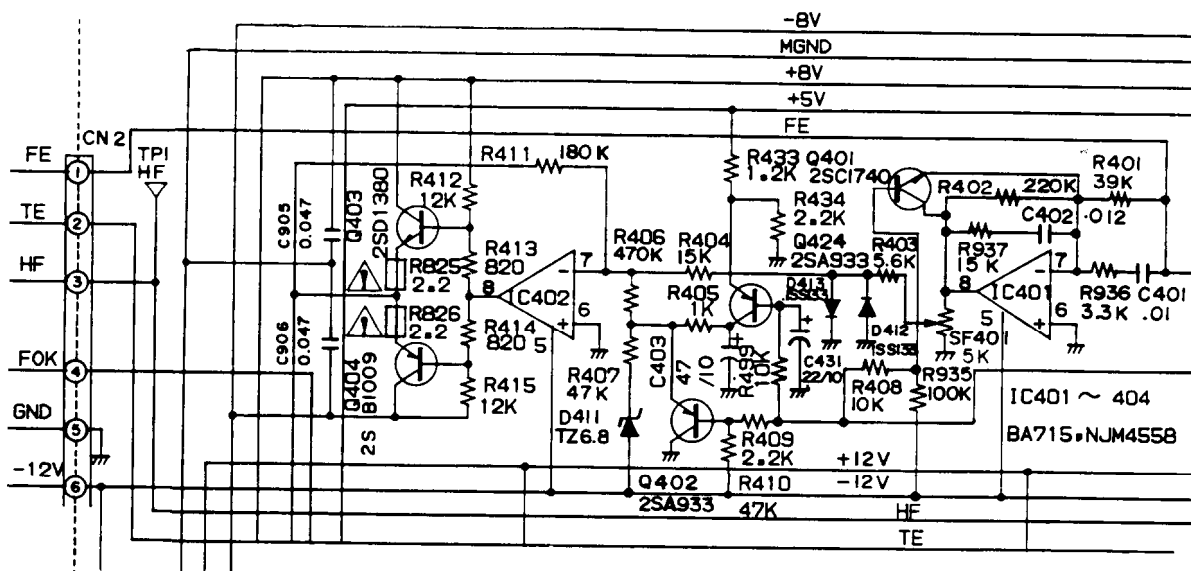 -8V
MGND
+8V
+5V
FE
CN2
FE
1
TP1
HF
TE
2
HF
3
FOK
4
GND
5
-12V
6
C905
0.047
C906
0.047
Q403
2SD1380
R411
180K
R412
12K
R413
820
R825
2.2
R826
2.2
R414
820
R415
12K
Q404
2S B1009
8
IC402
7
6
5
R406
470K
R407
47K
D411
TZ6.8
R404
15K
R405
1K
C403
47
/10
R433
1.2K
R434
2.2K
Q424
2SA933
Q401
2SC1740
D413
ISS133
R403
5.6K
D412
ISS133
R495
10K
C431
22/10
R408
10K
R409
2.2K
R410
47K
Q402
2SA933
R402
220K
R401
39K
C402
.012
R937
15K
8
IC401
7
6
5
R936
3.3K
C401
.01
SF401
5K
R935
100K
IC401 ~ 404
BA715,NJM4558
+12V
-12V
HF
TE